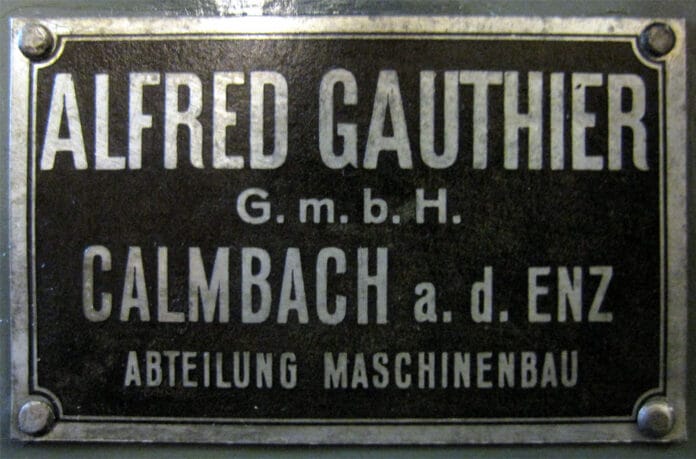 ALFRED GAUTHIER
G. m. b. H.
CALMBACH a. d. ENZ
ABTEILUNG MASCHINENBAU